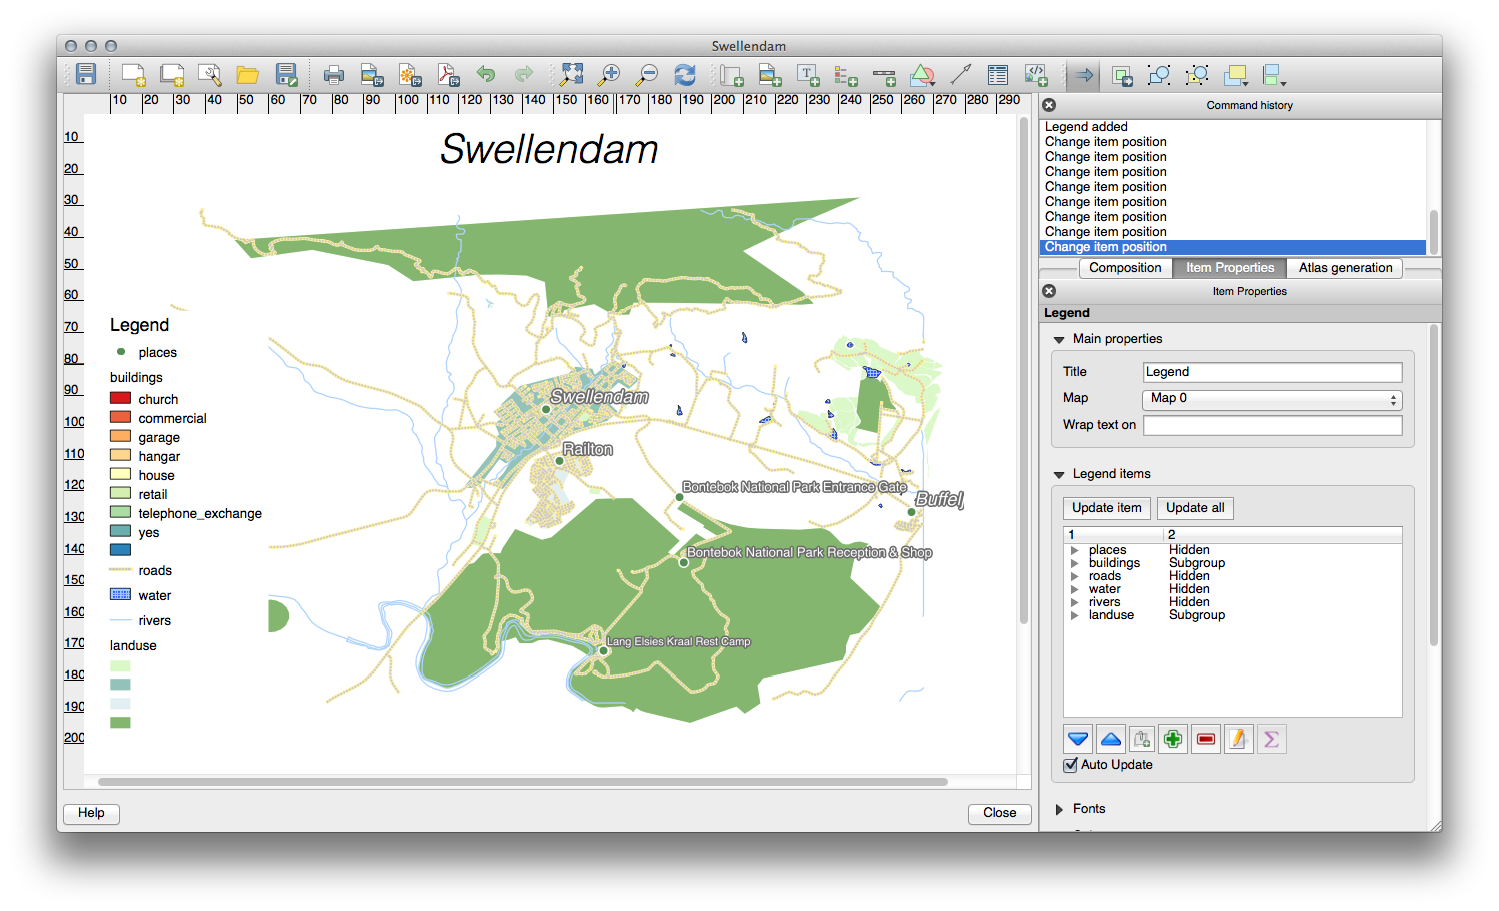 Swellendam
10 20 30 40 50 60 70 80 90 100 110 120 130 140 150 160 170 180 190 200 210 220 230 240 250 260 270 280 290
10
20
30
40
50
60
70
80
90
100
110
120
130
140
150
160
170
180
190
200
Swellendam
Legend
places
buildings
church
commercial
garage
hangar
house
retail
telephone_exchange
yes
roads
water
rivers
landuse
Swellendam
Railton
Bontebok National Park Entrance Gate
Buffelj
Bontebok National Park Reception & Shop
Lang Elsies Kraal Rest Camp
Help
Close
Command history
Legend added
Change item position
Change item position
Change item position
Change item position
Change item position
Change item position
Change item position
Change item position
Composition Item Properties Atlas generation
Item Properties
Legend
Main properties
Title Legend
Map Map 0
Wrap text on
Legend items
Update item Update all
1 2
places Hidden
buildings Subgroup
roads Hidden
water Hidden
rivers Hidden
landuse Subgroup
Auto Update
Fonts